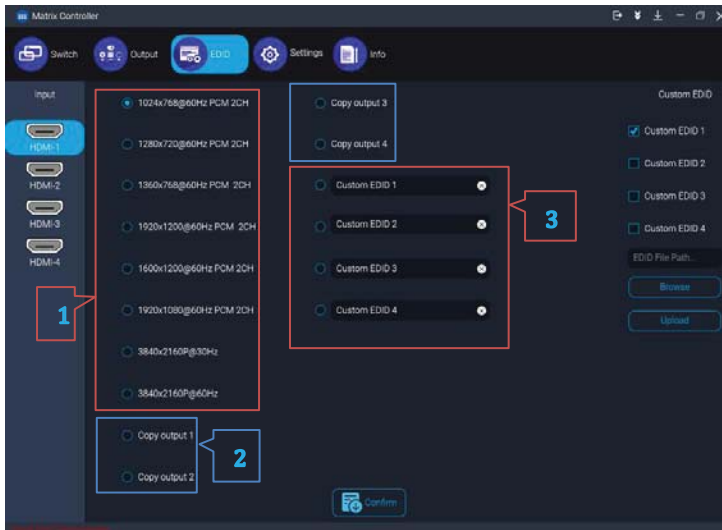 Matrix Controller
Switch
Output
EDID
Settings
Info
Input
HDMI-1
HDMI-2
HDMI-3
HDMI-4
1024x768@60Hz PCM 2CH
1280x720@60Hz PCM 2CH
1360x768@60Hz PCM 2CH
1920x1200@60Hz PCM 2CH
1600x1200@60Hz PCM 2CH
1920x1080@60Hz PCM 2CH
3840x2160P@30Hz
3840x2160P@60Hz
Copy output 1
Copy output 2
1
2
Copy output 3
Copy output 4
Custom EDID 1
Custom EDID 2
Custom EDID 3
Custom EDID 4
3
Confirm
Custom EDID
Custom EDID 1
Custom EDID 2
Custom EDID 3
Custom EDID 4
EDID File Path...
Browse
Upload